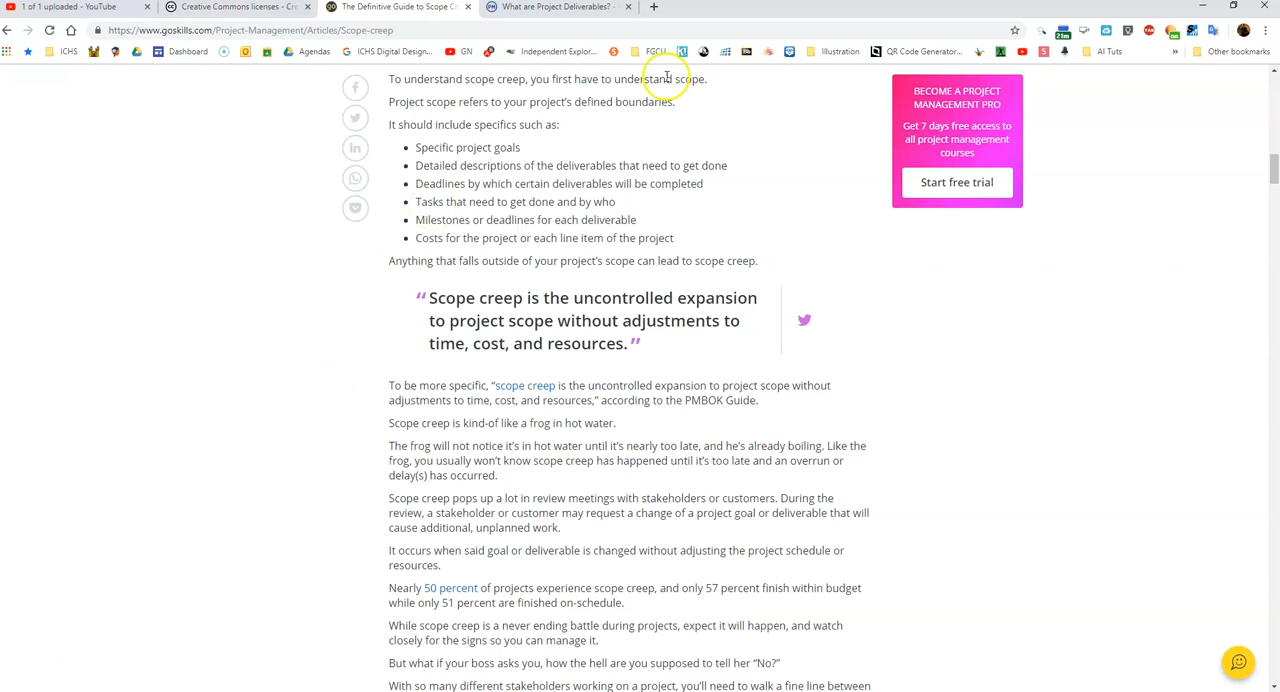 1 of 1 uploaded - YouTube
Creative Commons licenses - Cre
The Definitive Guide to Scope C
What are Project Deliverables? -
https://www.goskills.com/Project-Management/Articles/Scope-creep
21m
ICHS
Dashboard
Agendas
ICHS Digital Design...
GN
Independent Explor...
FGCU
Illustration
QR Code Generator...
AI Tuts
»
Other bookmarks
To understand scope creep, you first have to understand scope.
Project scope refers to your project's defined boundaries.
It should include specifics such as:
• Specific project goals
• Detailed descriptions of the deliverables that need to get done
• Deadlines by which certain deliverables will be completed
• Tasks that need to get done and by who
• Milestones or deadlines for each deliverable
• Costs for the project or each line item of the project
Anything that falls outside of your project's scope can lead to scope creep.
“Scope creep is the uncontrolled expansion
to project scope without adjustments to
time, cost, and resources.”
To be more specific, “scope creep is the uncontrolled expansion to project scope without
adjustments to time, cost, and resources,” according to the PMBOK Guide.
Scope creep is kind-of like a frog in hot water.
The frog will not notice it's in hot water until it's nearly too late, and he's already boiling. Like the
frog, you usually won't know scope creep has happened until it's too late and an overrun or
delay(s) has occurred.
Scope creep pops up a lot in review meetings with stakeholders or customers. During the
review, a stakeholder or customer may request a change of a project goal or deliverable that will
cause additional, unplanned work.
It occurs when said goal or deliverable is changed without adjusting the project schedule or
resources.
Nearly 50 percent of projects experience scope creep, and only 57 percent finish within budget
while only 51 percent are finished on-schedule.
While scope creep is a never ending battle during projects, expect it will happen, and watch
closely for the signs so you can manage it.
But what if your boss asks you, how the hell are you supposed to tell her “No?”
With so many different stakeholders working on a project, you'll need to walk a fine line between
BECOME A PROJECT
MANAGEMENT PRO
Get 7 days free access to
all project management
courses
Start free trial